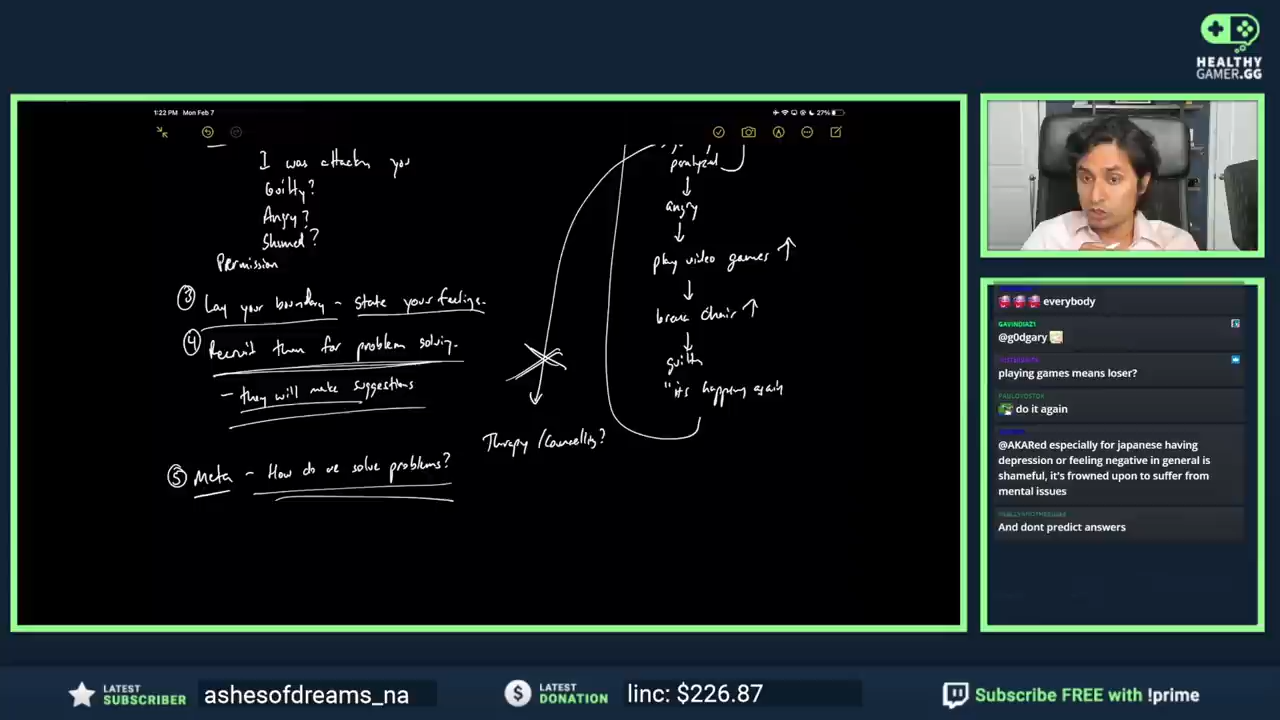 HEALTHY
GAMER.GG
1:22 PM Mon Feb 7
27%
I was attacking you
Guilty?
Angry?
Shamed?
Permission
③ Lay your boundary - state your feelings.
④ Recruit them for problem solving.
- they will make suggestions
⑤ Meta - How do we solve problems?
paralyzed
angry
play video games ↑
break chair ↑
guilty
"it's happening again
Therapy / Counselling?
everybody
GAVINDIAZ1
@g0dgary
playing games means loser?
do it again
@AKARed especially for japanese having
depression or feeling negative in general is
shameful, it's frowned upon to suffer from
mental issues
And dont predict answers
LATEST
SUBSCRIBER
ashesofdreams_na
LATEST
DONATION
linc: $226.87
Subscribe FREE with !prime